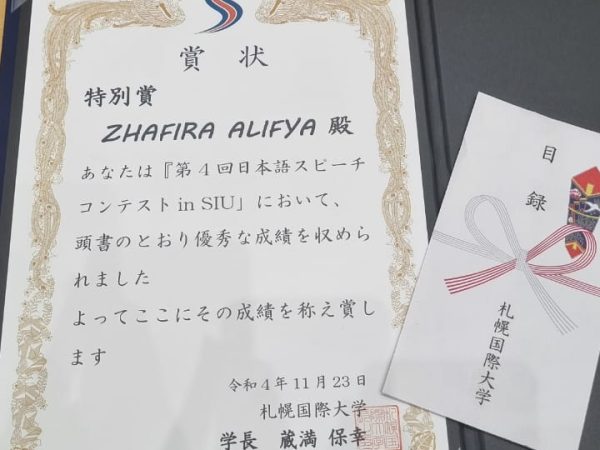 賞状
特別賞
ZHAFIRA ALIFYA 殿
あなたは『第4回日本語スピーチ
コンテスト in SIU」において、
頭書のとおり優秀な成績を収めら
れました
よってここにその成績を称え賞し
ます
令和4年11月23日
札幌国際大学
学長 蔵満 保幸
目録
札幌国際大学